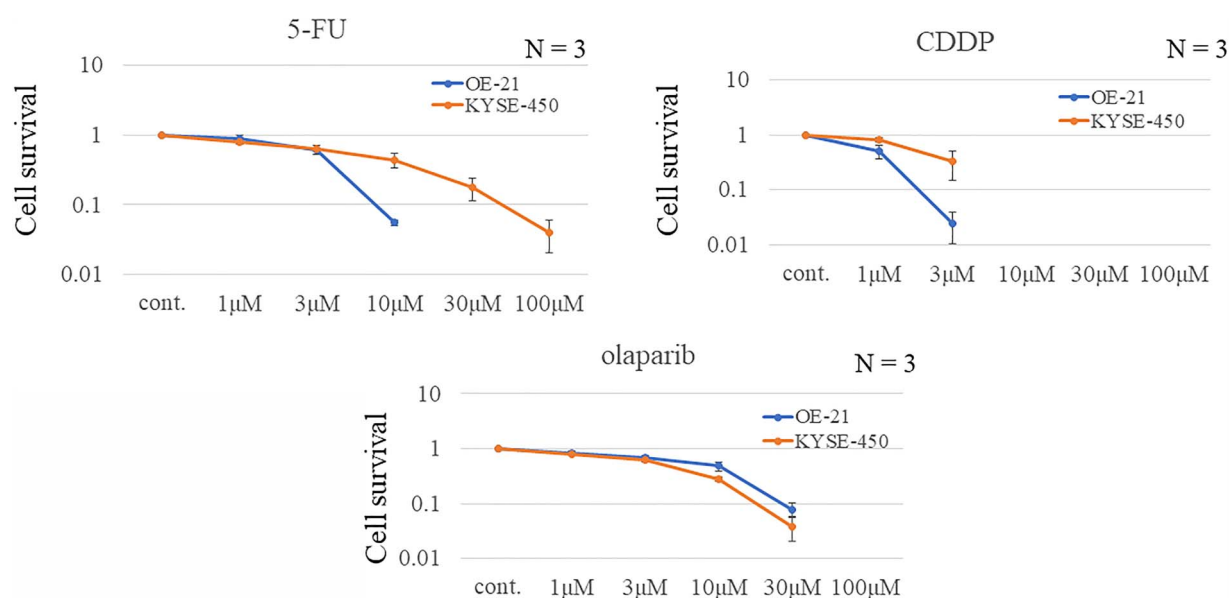 5-FU
N = 3
Cell survival
10
1
0.1
0.01
OE-21
KYSE-450
cont. 1μM 3μM 10μM 30μM 100μM
CDDP
N = 3
Cell survival
10
1
0.1
0.01
OE-21
KYSE-450
cont. 1μM 3μM 10μM 30μM 100μM
olaparib
N = 3
Cell survival
10
1
0.1
0.01
OE-21
KYSE-450
cont. 1μM 3μM 10μM 30μM 100μM